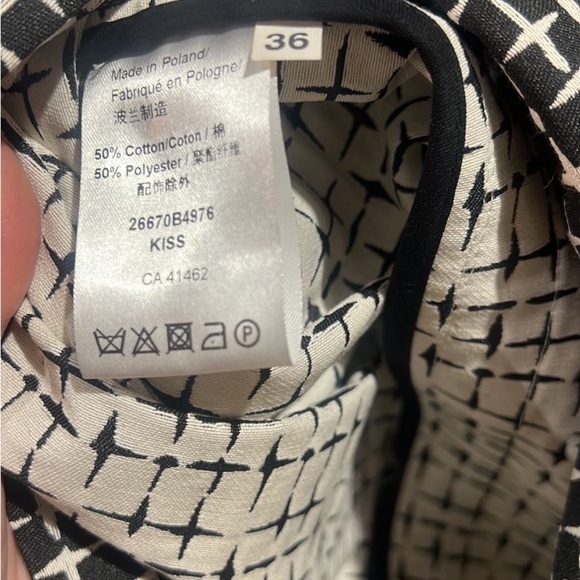 36
Made in Poland/
Fabriqué en Pologne/
波兰制造
50% Cotton/Coton / 棉
50% Polyester / 聚酯纤维
配饰除外
26670B4976
KISS
CA 41462
P